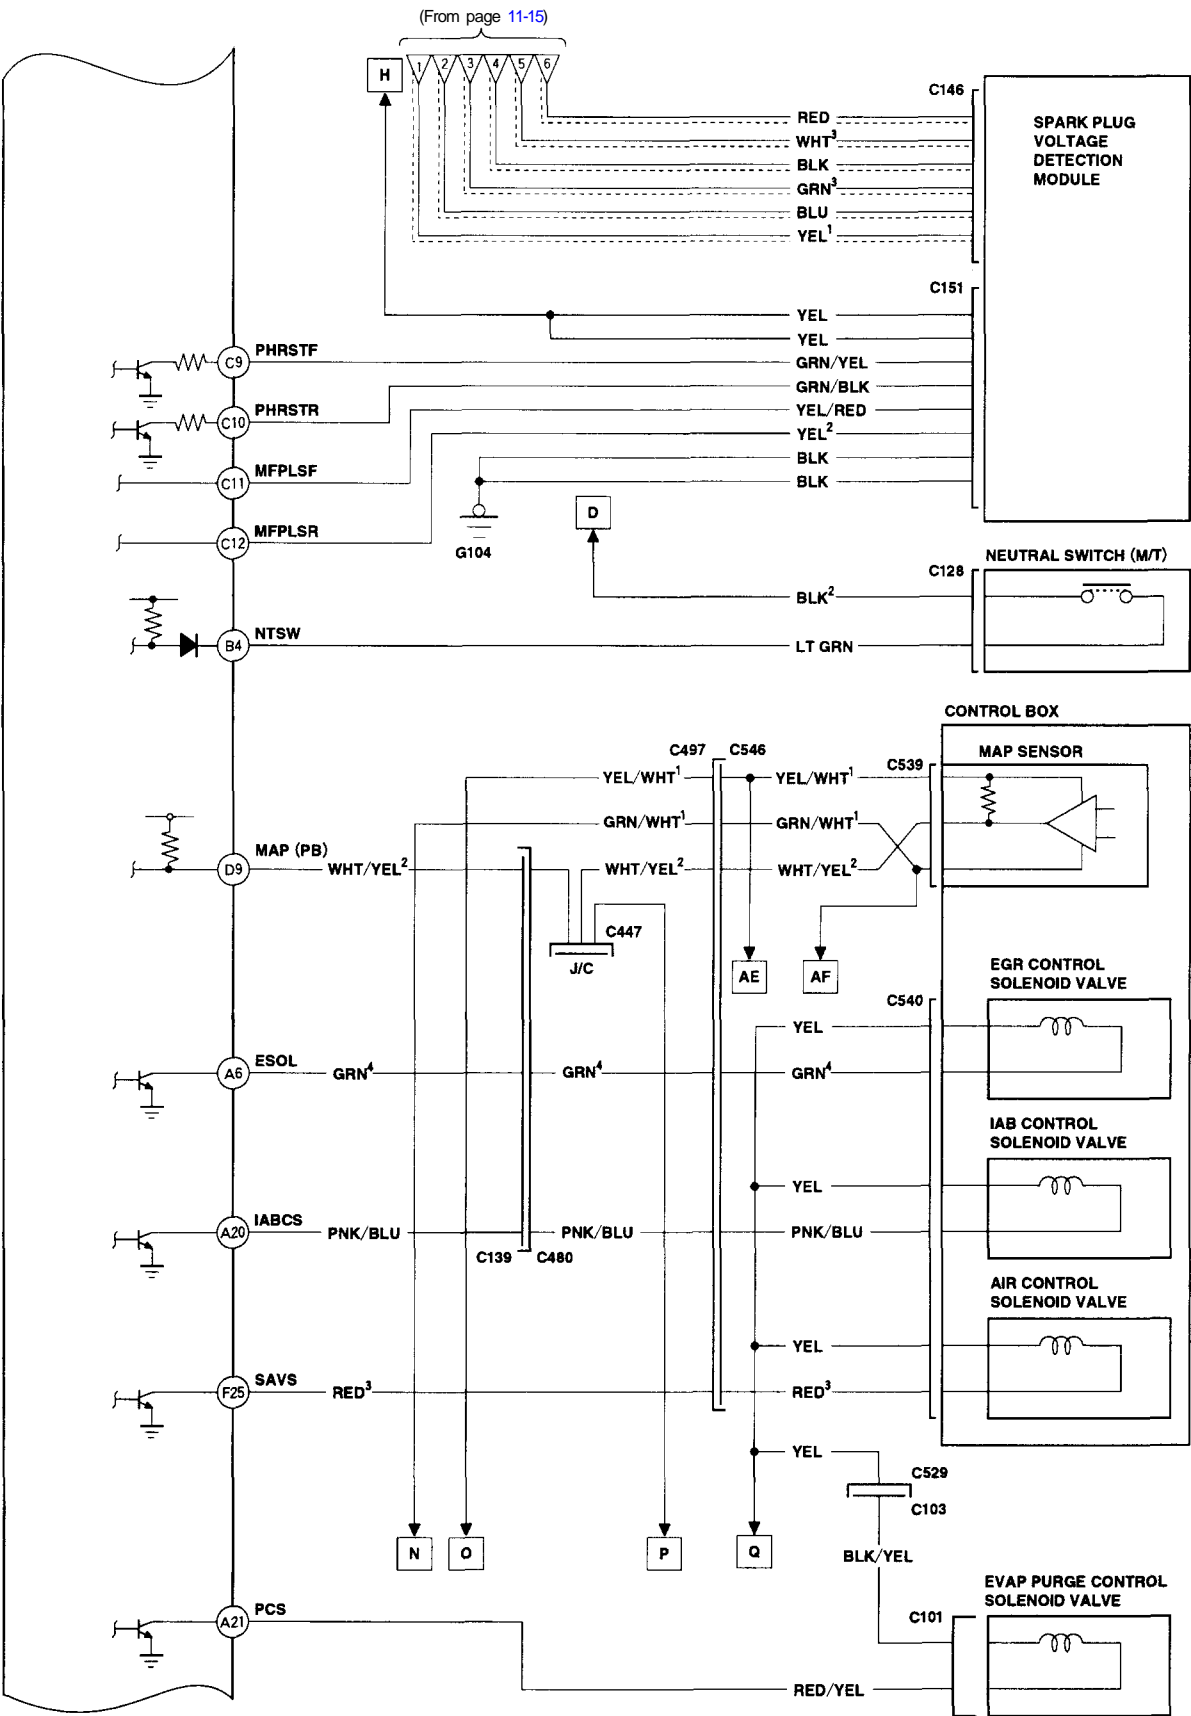 (From page 11-15)
H
1 2 3 4 5 6
C146
RED
WHT³
BLK
GRN³
BLU
YEL¹
SPARK PLUG
VOLTAGE
DETECTION
MODULE
C151
YEL
YEL
C9 PHRSTF
GRN/YEL
GRN/BLK
C10 PHRSTR
YEL/RED
YEL²
BLK
C11 MFPLSF
BLK
D
G104
C12 MFPLSR
NEUTRAL SWITCH (M/T)
C128
BLK²
B4 NTSW
LT GRN
CONTROL BOX
C497 C546
MAP SENSOR
C539
YEL/WHT¹ YEL/WHT¹
GRN/WHT¹ GRN/WHT¹
D9 MAP (PB)
WHT/YEL² WHT/YEL² WHT/YEL²
C447
J/C
AE AF
EGR CONTROL
SOLENOID VALVE
C540
YEL
A6 ESOL
GRN⁴ GRN⁴ GRN⁴
IAB CONTROL
SOLENOID VALVE
YEL
A20 IABCS
PNK/BLU PNK/BLU PNK/BLU
C139 C480
AIR CONTROL
SOLENOID VALVE
YEL
F25 SAVS
RED³ RED³
YEL
C529
C103
N O P Q
BLK/YEL
EVAP PURGE CONTROL
SOLENOID VALVE
C101
A21 PCS
RED/YEL